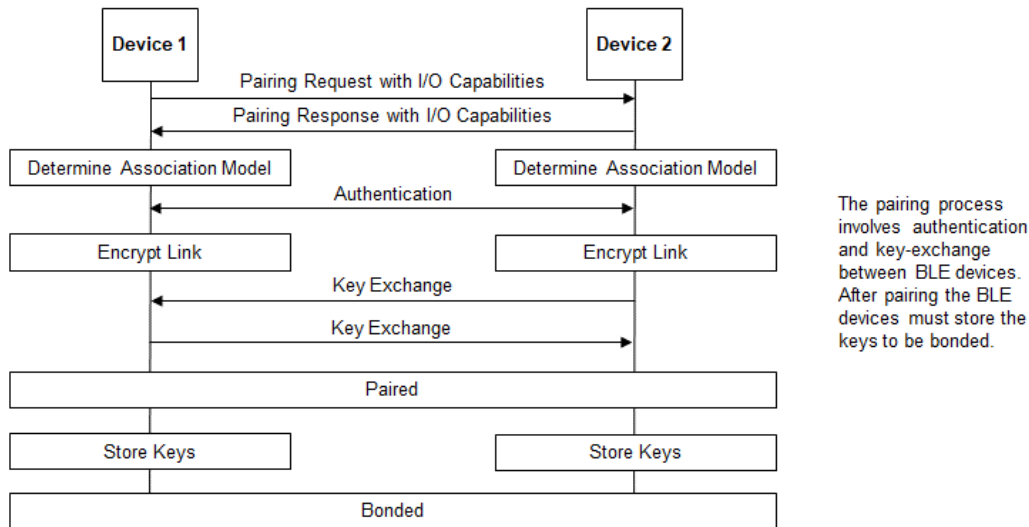 Device 1
Device 2
Pairing Request with I/O Capabilities
Pairing Response with I/O Capabilities
Determine Association Model
Determine Association Model
Authentication
Encrypt Link
Encrypt Link
Key Exchange
Key Exchange
Paired
Store Keys
Store Keys
Bonded
The pairing process
involves authentication
and key-exchange
between BLE devices.
After pairing the BLE
devices must store the
keys to be bonded.